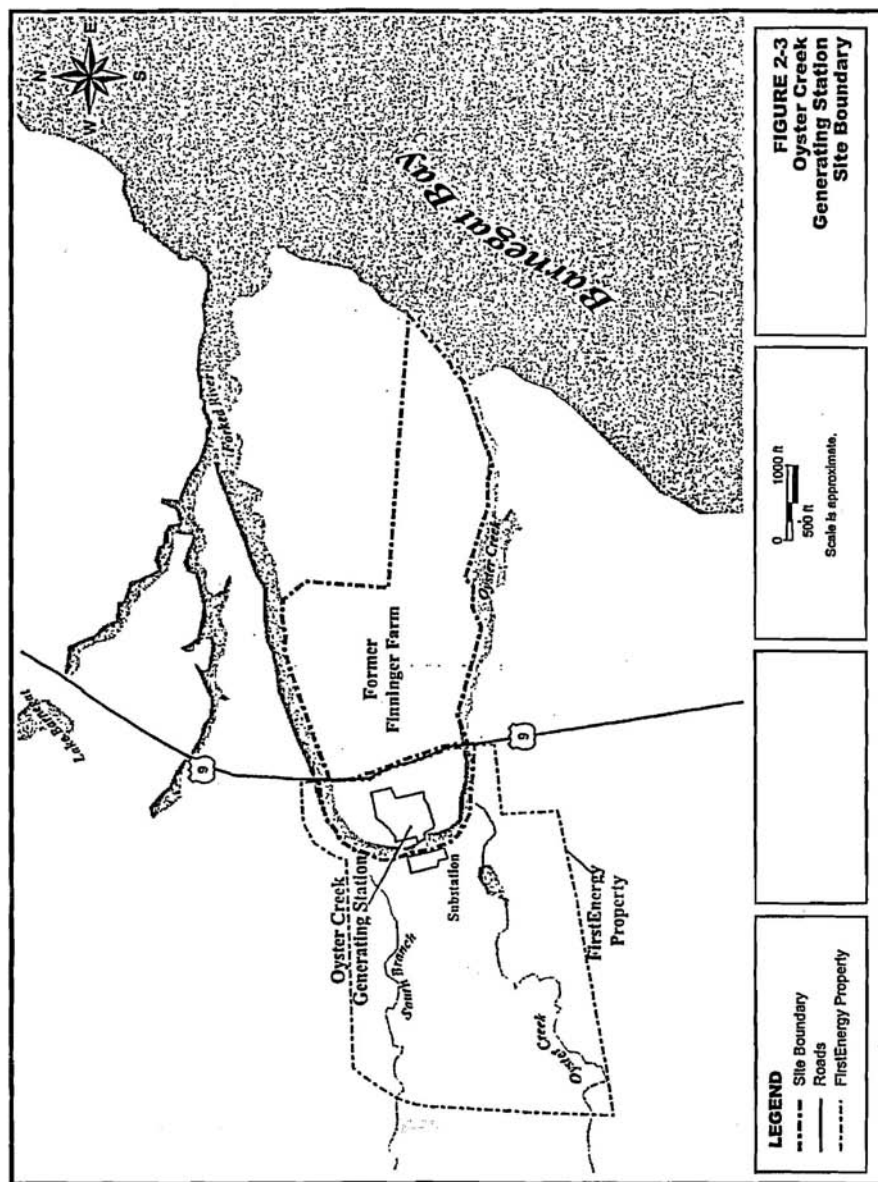 N
E
W
S
Lake Barnegat
Forked River
Barnegat Bay
9
Former
Finninger Farm
Oyster Creek
9
Oyster Creek
Generating Station
South Branch
Substation
FirstEnergy
Property
Oyster Creek
LEGEND
Site Boundary
Roads
FirstEnergy Property
0 1000 ft
500 ft
Scale is approximate.
FIGURE 2-3
Oyster Creek
Generating Station
Site Boundary